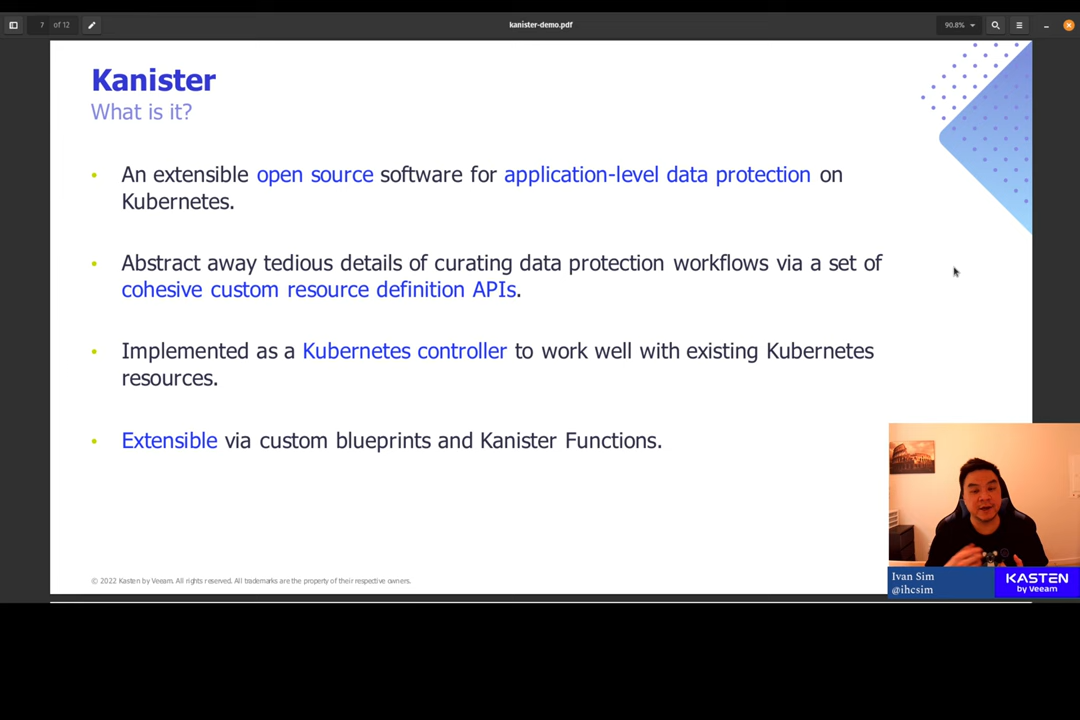 7 of 12
kanister-demo.pdf
90.8%
Kanister
What is it?
• An extensible open source software for application-level data protection on
Kubernetes.
• Abstract away tedious details of curating data protection workflows via a set of
cohesive custom resource definition APIs.
• Implemented as a Kubernetes controller to work well with existing Kubernetes
resources.
• Extensible via custom blueprints and Kanister Functions.
© 2022 Kasten by Veeam. All rights reserved. All trademarks are the property of their respective owners.
Ivan Sim
@ihcsim
KASTEN
by Veeam